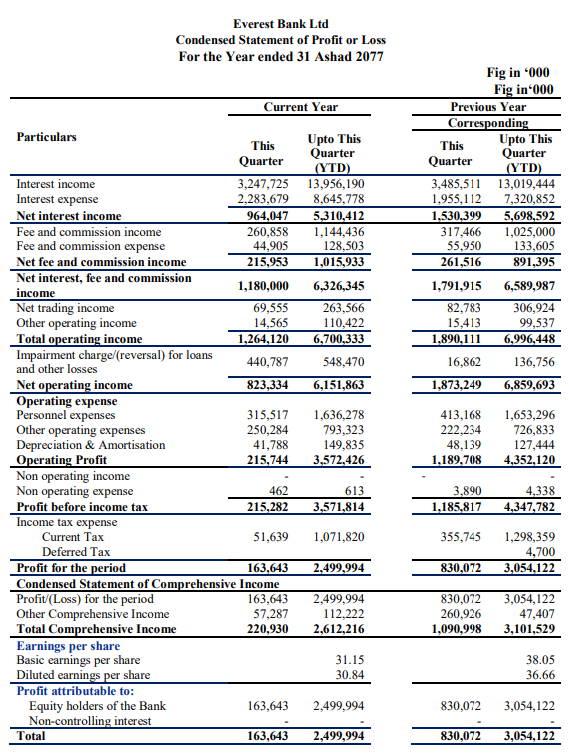 Everest Bank Ltd
Condensed Statement of Profit or Loss
For the Year ended 31 Ashad 2077
Fig in ‘000
Fig in‘000
Particulars Current Year Previous Year
Corresponding
This Quarter Upto This Quarter (YTD) This Quarter Upto This Quarter (YTD)
Interest income 3,247,725 13,956,190 3,485,511 13,019,444
Interest expense 2,283,679 8,645,778 1,955,112 7,320,852
Net interest income 964,047 5,310,412 1,530,399 5,698,592
Fee and commission income 260,858 1,144,436 317,466 1,025,000
Fee and commission expense 44,905 128,503 55,950 133,605
Net fee and commission income 215,953 1,015,933 261,516 891,395
Net interest, fee and commission income 1,180,000 6,326,345 1,791,915 6,589,987
Net trading income 69,555 263,566 82,783 306,924
Other operating income 14,565 110,422 15,413 99,537
Total operating income 1,264,120 6,700,333 1,890,111 6,996,448
Impairment charge/(reversal) for loans and other losses 440,787 548,470 16,862 136,756
Net operating income 823,334 6,151,863 1,873,249 6,859,693
Operating expense
Personnel expenses 315,517 1,636,278 413,168 1,653,296
Other operating expenses 250,284 793,323 222,234 726,833
Depreciation & Amortisation 41,788 149,835 48,139 127,444
Operating Profit 215,744 3,572,426 1,189,708 4,352,120
Non operating income - - - -
Non operating expense 462 613 3,890 4,338
Profit before income tax 215,282 3,571,814 1,185,817 4,347,782
Income tax expense
Current Tax 51,639 1,071,820 355,745 1,298,359
Deferred Tax 4,700
Profit for the period 163,643 2,499,994 830,072 3,054,122
Condensed Statement of Comprehensive Income
Profit/(Loss) for the period 163,643 2,499,994 830,072 3,054,122
Other Comprehensive Income 57,287 112,222 260,926 47,407
Total Comprehensive Income 220,930 2,612,216 1,090,998 3,101,529
Earnings per share
Basic earnings per share 31.15 38.05
Diluted earnings per share 30.84 36.66
Profit attributable to:
Equity holders of the Bank 163,643 2,499,994 830,072 3,054,122
Non-controlling interest - - - -
Total 163,643 2,499,994 830,072 3,054,122